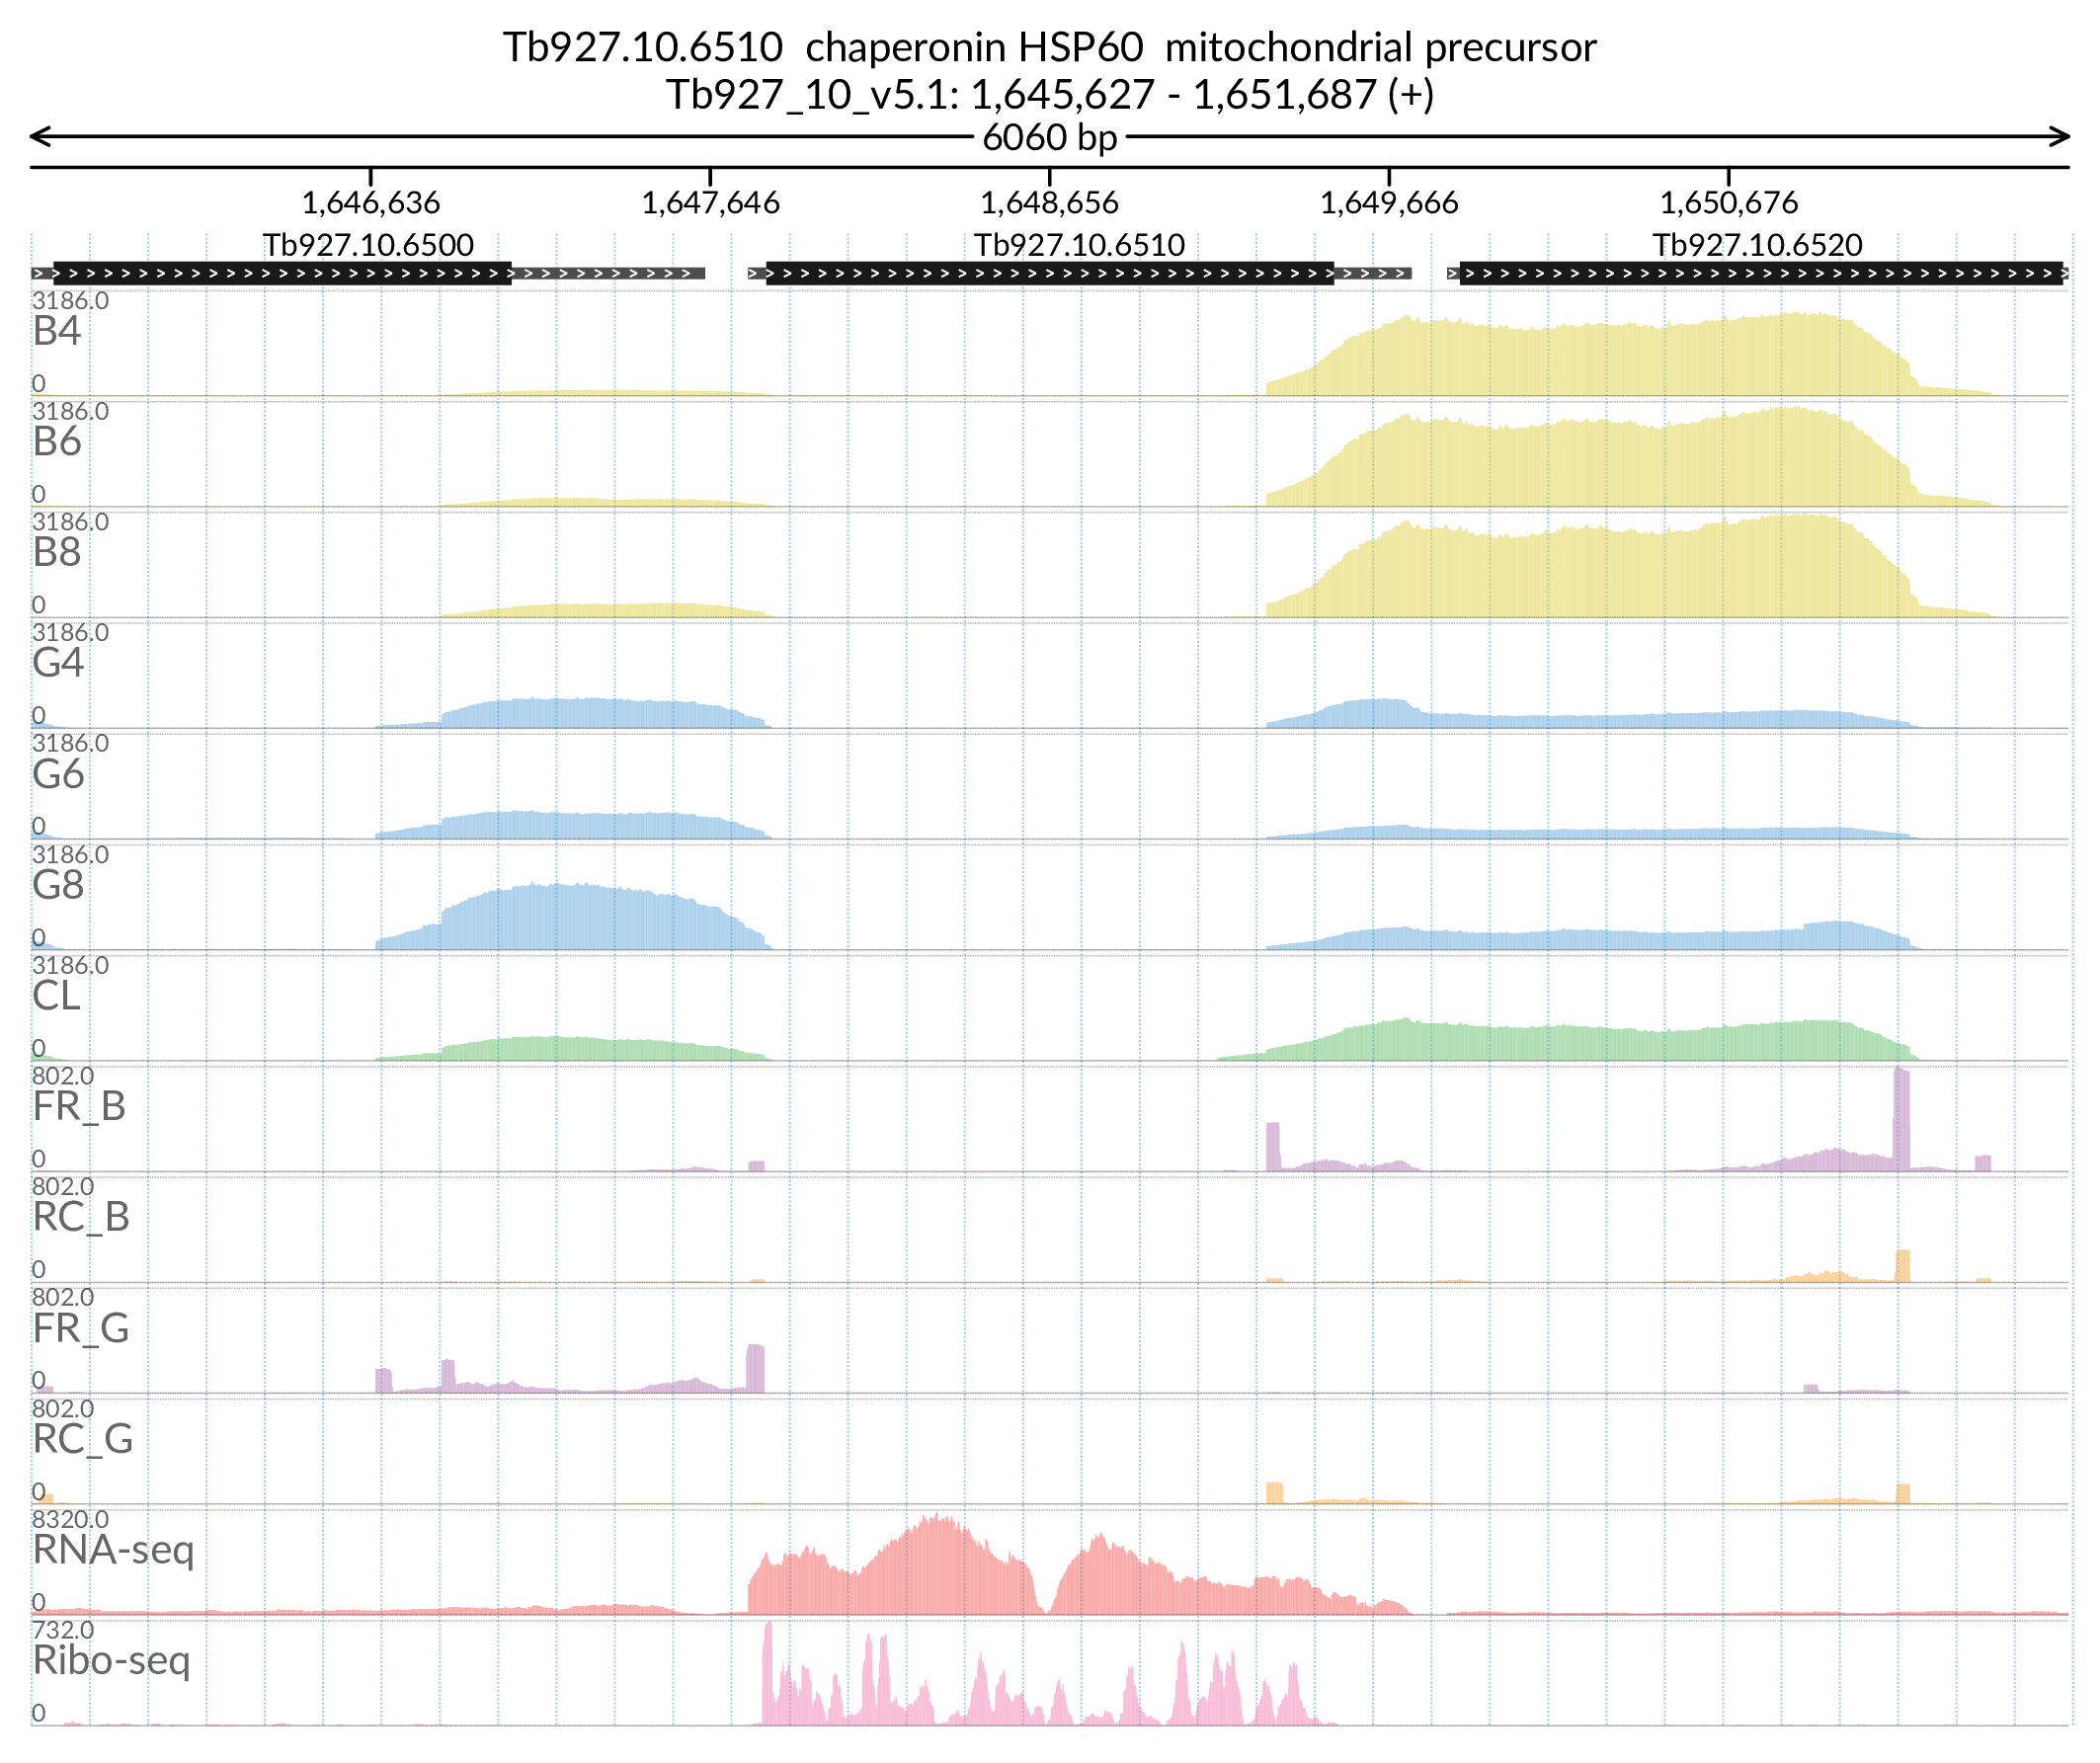 Tb927.10.6510 chaperonin HSP60 mitochondrial precursor
Tb927_10_v5.1: 1,645,627 - 1,651,687 (+)
6060 bp
1,646,636 1,647,646 1,648,656 1,649,666 1,650,676
Tb927.10.6500 Tb927.10.6510 Tb927.10.6520
3186.0
B4
0
3186.0
B6
0
3186.0
B8
0
3186.0
G4
0
3186.0
G6
0
3186.0
G8
0
3186.0
CL
0
802.0
FR_B
0
802.0
RC_B
0
802.0
FR_G
0
802.0
RC_G
0
8320.0
RNA-seq
0
732.0
Ribo-seq
0